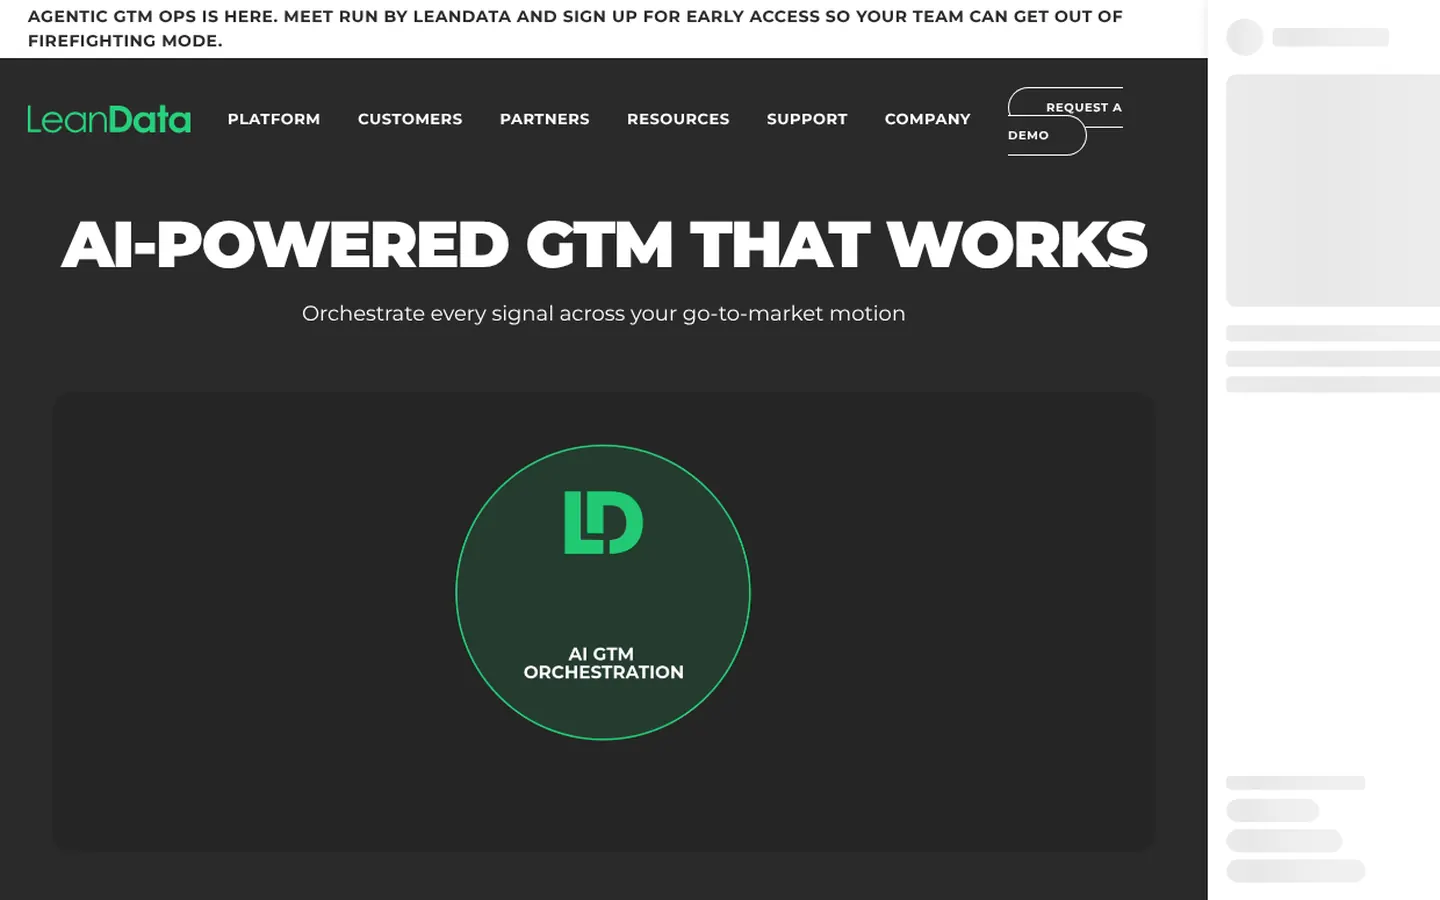 AGENTIC GTM OPS IS HERE. MEET RUN BY LEANDATA AND SIGN UP FOR EARLY ACCESS SO YOUR TEAM CAN GET OUT OF
FIREFIGHTING MODE.
LeanData
PLATFORM
CUSTOMERS
PARTNERS
RESOURCES
SUPPORT
COMPANY
REQUEST A
DEMO
AI-POWERED GTM THAT WORKS
Orchestrate every signal across your go-to-market motion
LD
AI GTM
ORCHESTRATION